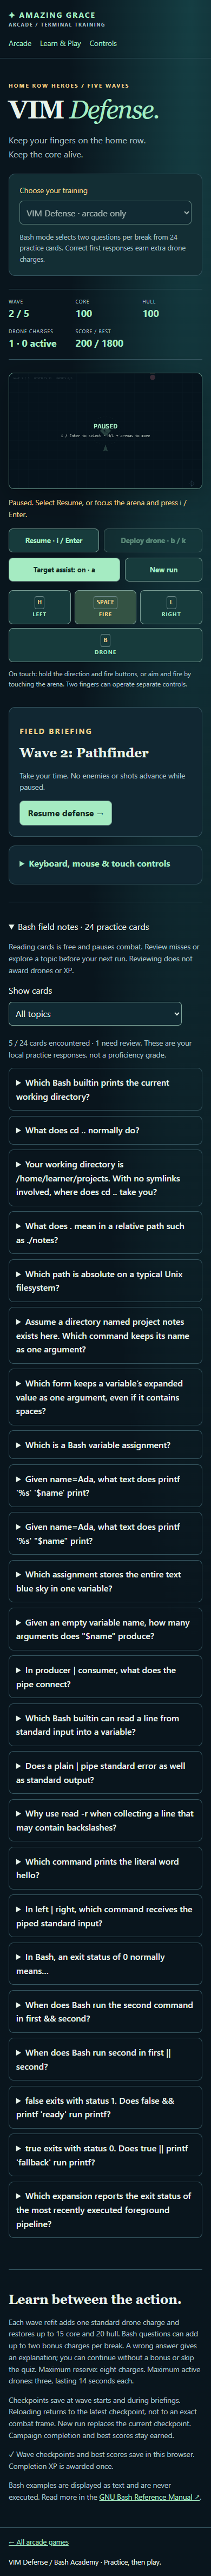 ✦ AMAZING GRACE
ARCADE / TERMINAL TRAINING
Arcade Learn & Play Controls
HOME ROW HEROES / FIVE WAVES
VIM Defense.
Keep your fingers on the home row.
Keep the core alive.
Choose your training
VIM Defense · arcade only
Bash mode selects two questions per break from 24
practice cards. Correct first responses earn extra drone
charges.
WAVE CORE HULL
2 / 5 100 100
DRONE CHARGES SCORE / BEST
1 · 0 active 200 / 1800
PAUSED
Paused. Select Resume, or focus the arena and press i /
Enter.
Resume · i / Enter Deploy drone · b / k
Target assist: on · a New run
H SPACE L
LEFT FIRE RIGHT
B
DRONE
On touch: hold the direction and fire buttons, or aim and fire by
touching the arena. Two fingers can operate separate controls.
FIELD BRIEFING
Wave 2: Pathfinder
Take your time. No enemies or shots advance while
paused.
Resume defense →
▶ Keyboard, mouse & touch controls
▼ Bash field notes · 24 practice cards
Reading cards is free and pauses combat. Review misses or
explore a topic before your next run. Reviewing does not
award drones or XP.
Show cards
All topics
5 / 24 cards encountered · 1 need review. These are your
local practice responses, not a proficiency grade.
▶ Which Bash builtin prints the current
working directory?
▶ What does cd .. normally do?
▶ Your working directory is
/home/learner/projects. With no symlinks
involved, where does cd .. take you?
▶ What does . mean in a relative path such
as ./notes?
▶ Which path is absolute on a typical Unix
filesystem?
▶ Assume a directory named project notes
exists here. Which command keeps its name
as one argument?
▶ Which form keeps a variable's expanded
value as one argument, even if it contains
spaces?
▶ Which is a Bash variable assignment?
▶ Given name=Ada, what text does printf
'%s' '$name' print?
▶ Given name=Ada, what text does printf
'%s' "$name" print?
▶ Which assignment stores the entire text
blue sky in one variable?
▶ Given an empty variable name, how many
arguments does "$name" produce?
▶ In producer | consumer, what does the
pipe connect?
▶ Which Bash builtin can read a line from
standard input into a variable?
▶ Does a plain | pipe standard error as well
as standard output?
▶ Why use read -r when collecting a line that
may contain backslashes?
▶ Which command prints the literal word
hello?
▶ In left | right, which command receives the
piped standard input?
▶ In Bash, an exit status of 0 normally
means...
▶ When does Bash run the second command
in first && second?
▶ When does Bash run second in first ||
second?
▶ false exits with status 1. Does false &&
printf 'ready' run printf?
▶ true exits with status 0. Does true || printf
'fallback' run printf?
▶ Which expansion reports the exit status of
the most recently executed foreground
pipeline?
Learn between the action.
Each wave refit adds one standard drone charge and
restores up to 15 core and 20 hull. Bash questions can add
up to two bonus charges per break. A wrong answer gives
an explanation; you can continue without a bonus or skip
the quiz. Maximum reserve: eight charges. Maximum active
drones: three, lasting 14 seconds each.
Checkpoints save at wave starts and during briefings.
Reloading returns to the latest checkpoint, not to an exact
combat frame. New run replaces the current checkpoint.
Campaign completion and best scores stay earned.
✓ Wave checkpoints and best scores save in this browser.
Completion XP is awarded once.
Bash examples are displayed as text and are never
executed. Read more in the GNU Bash Reference Manual ↗.
← All arcade games
VIM Defense / Bash Academy · Practice, then play.